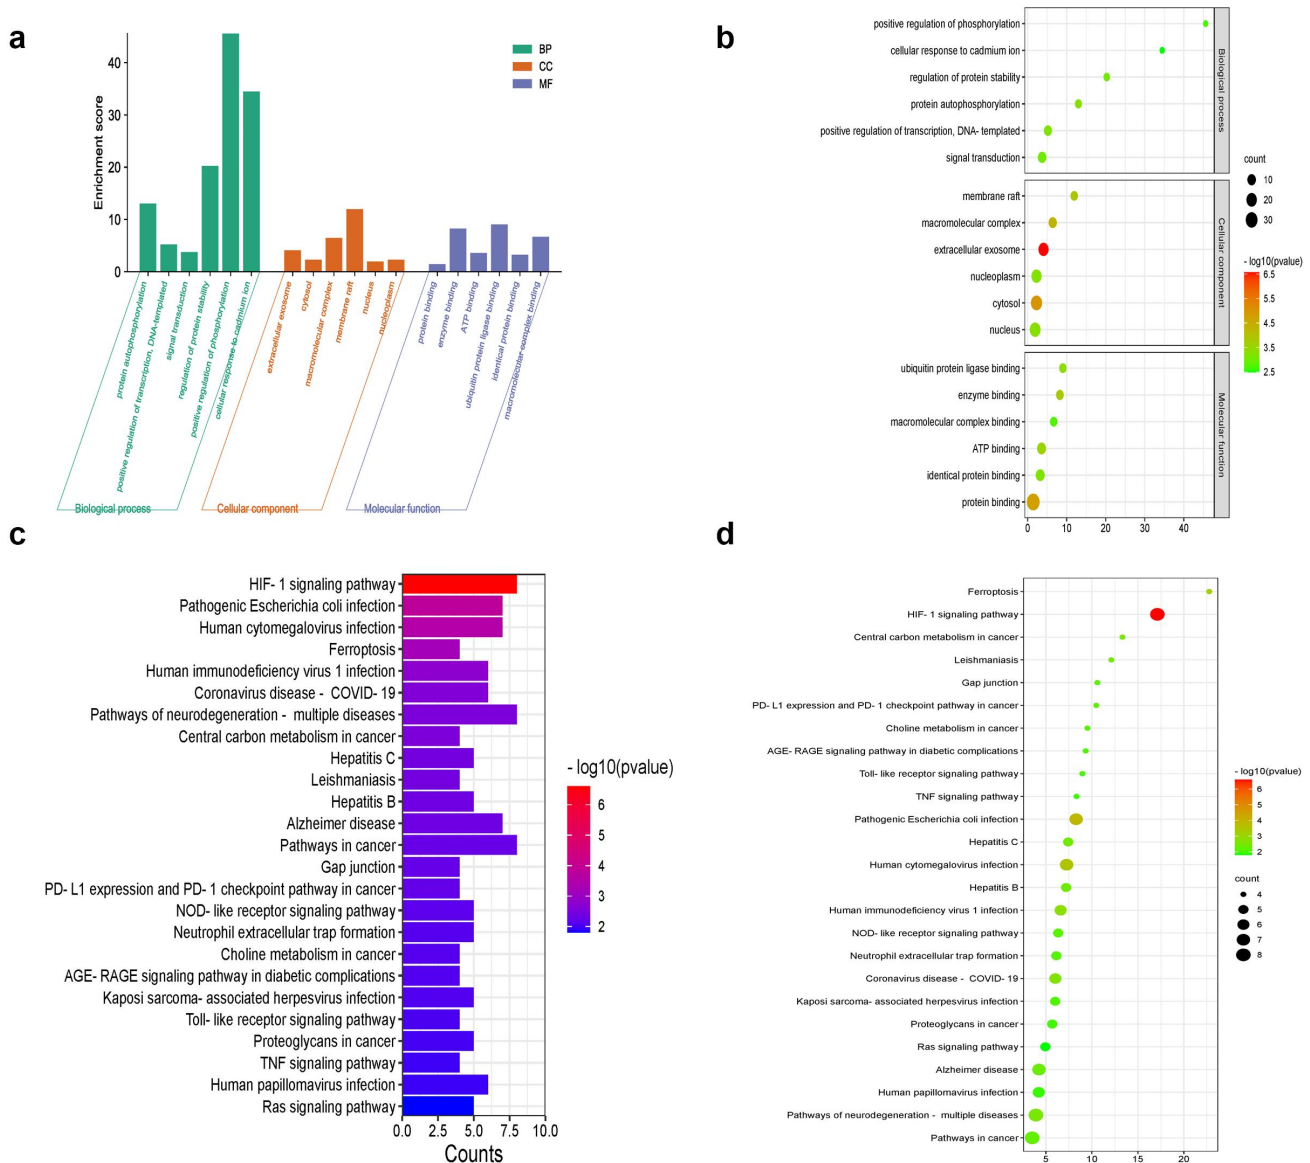 a
Enrichment score
40
30
20
10
0
BP
CC
MF
protein autophosphorylation
positive regulation of transcription, DNA-templated
signal transduction
regulation of protein stability
positive regulation of phosphorylation
cellular response to cadmium ion
extracellular exosome
cytosol
macromolecular complex
membrane raft
nucleus
nucleoplasm
protein binding
enzyme binding
ATP binding
ubiquitin protein ligase binding
identical protein binding
macromolecular complex binding
Biological process
Cellular component
Molecular function
b
positive regulation of phosphorylation
cellular response to cadmium ion
regulation of protein stability
protein autophosphorylation
positive regulation of transcription, DNA- templated
signal transduction
Biological process
membrane raft
macromolecular complex
extracellular exosome
nucleoplasm
cytosol
nucleus
Cellular component
ubiquitin protein ligase binding
enzyme binding
macromolecular complex binding
ATP binding
identical protein binding
protein binding
Molecular function
0 10 20 30 40
count
10
20
30
- log10(pvalue)
6.5
5.5
4.5
3.5
2.5
c
HIF- 1 signaling pathway
Pathogenic Escherichia coli infection
Human cytomegalovirus infection
Ferroptosis
Human immunodeficiency virus 1 infection
Coronavirus disease - COVID- 19
Pathways of neurodegeneration - multiple diseases
Central carbon metabolism in cancer
Hepatitis C
Leishmaniasis
Hepatitis B
Alzheimer disease
Pathways in cancer
Gap junction
PD- L1 expression and PD- 1 checkpoint pathway in cancer
NOD- like receptor signaling pathway
Neutrophil extracellular trap formation
Choline metabolism in cancer
AGE- RAGE signaling pathway in diabetic complications
Kaposi sarcoma- associated herpesvirus infection
Toll- like receptor signaling pathway
Proteoglycans in cancer
TNF signaling pathway
Human papillomavirus infection
Ras signaling pathway
0.0 2.5 5.0 7.5 10.0
Counts
- log10(pvalue)
6
5
4
3
2
d
Ferroptosis
HIF- 1 signaling pathway
Central carbon metabolism in cancer
Leishmaniasis
Gap junction
PD- L1 expression and PD- 1 checkpoint pathway in cancer
Choline metabolism in cancer
AGE- RAGE signaling pathway in diabetic complications
Toll- like receptor signaling pathway
TNF signaling pathway
Pathogenic Escherichia coli infection
Hepatitis C
Human cytomegalovirus infection
Hepatitis B
Human immunodeficiency virus 1 infection
NOD- like receptor signaling pathway
Neutrophil extracellular trap formation
Coronavirus disease - COVID- 19
Kaposi sarcoma- associated herpesvirus infection
Proteoglycans in cancer
Ras signaling pathway
Alzheimer disease
Human papillomavirus infection
Pathways of neurodegeneration - multiple diseases
Pathways in cancer
5 10 15 20
- log10(pvalue)
6
5
4
3
2
count
4
5
6
7
8